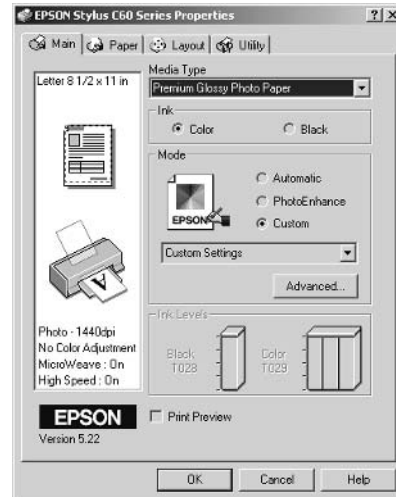 EPSON Stylus C60 Series Properties
Main
Paper
Layout
Utility
Letter 8 1/2 x 11 in
Media Type
Premium Glossy Photo Paper
Ink
Color
Black
Mode
EPSON
Automatic
PhotoEnhance
Custom
Custom Settings
Advanced...
A
Photo - 1440dpi
No Color Adjustment
MicroWeave : On
High Speed : On
Ink Levels
Black
T028
Color
T029
EPSON
Version 5.22
Print Preview
OK
Cancel
Help